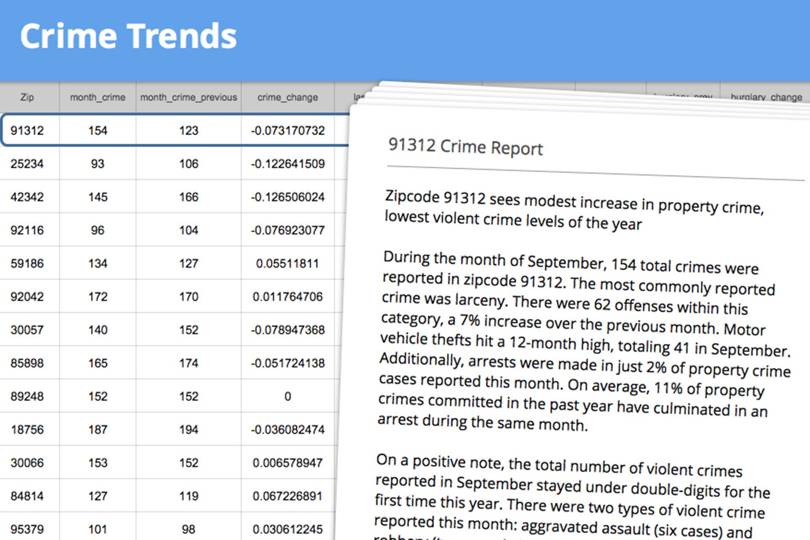 Crime Trends
Zip month_crime month_crime_previous crime_change burglary_change
91312 154 123 -0.073170732
25234 93 106 -0.122641509
42342 145 166 -0.126506024
92116 96 104 -0.076923077
59186 134 127 0.05511811
92042 172 170 0.011764706
30057 140 152 -0.078947368
85898 165 174 -0.051724138
89248 152 152 0
18756 187 194 -0.036082474
30066 153 152 0.006578947
84814 127 119 0.067226891
95379 101 98 0.030612245
91312 Crime Report
Zipcode 91312 sees modest increase in property crime,
lowest violent crime levels of the year
During the month of September, 154 total crimes were
reported in zipcode 91312. The most commonly reported
crime was larceny. There were 62 offenses within this
category, a 7% increase over the previous month. Motor
vehicle thefts hit a 12-month high, totaling 41 in September.
Additionally, arrests were made in just 2% of property crime
cases reported this month. On average, 11% of property
crimes committed in the past year have culminated in an
arrest during the same month.
On a positive note, the total number of violent crimes
reported in September stayed under double-digits for the
first time this year. There were two types of violent crime
reported this month: aggravated assault (six cases) and